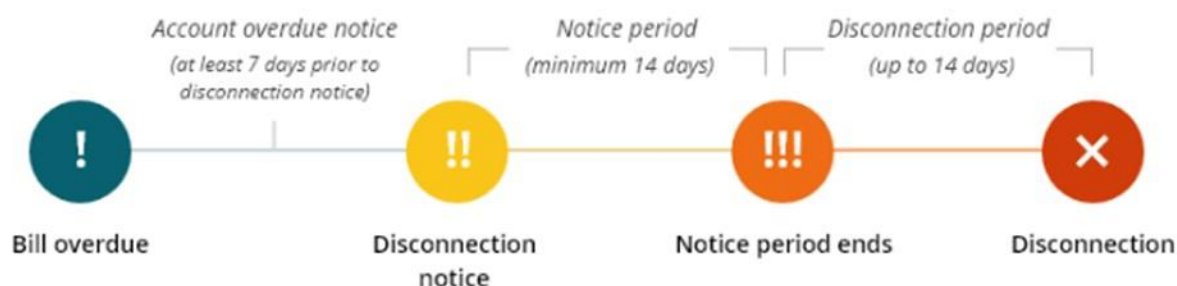 Account overdue notice
(at least 7 days prior to
disconnection notice)
Notice period
(minimum 14 days)
Disconnection period
(up to 14 days)
!
!!
!!!
×
Bill overdue
Disconnection
notice
Notice period ends
Disconnection